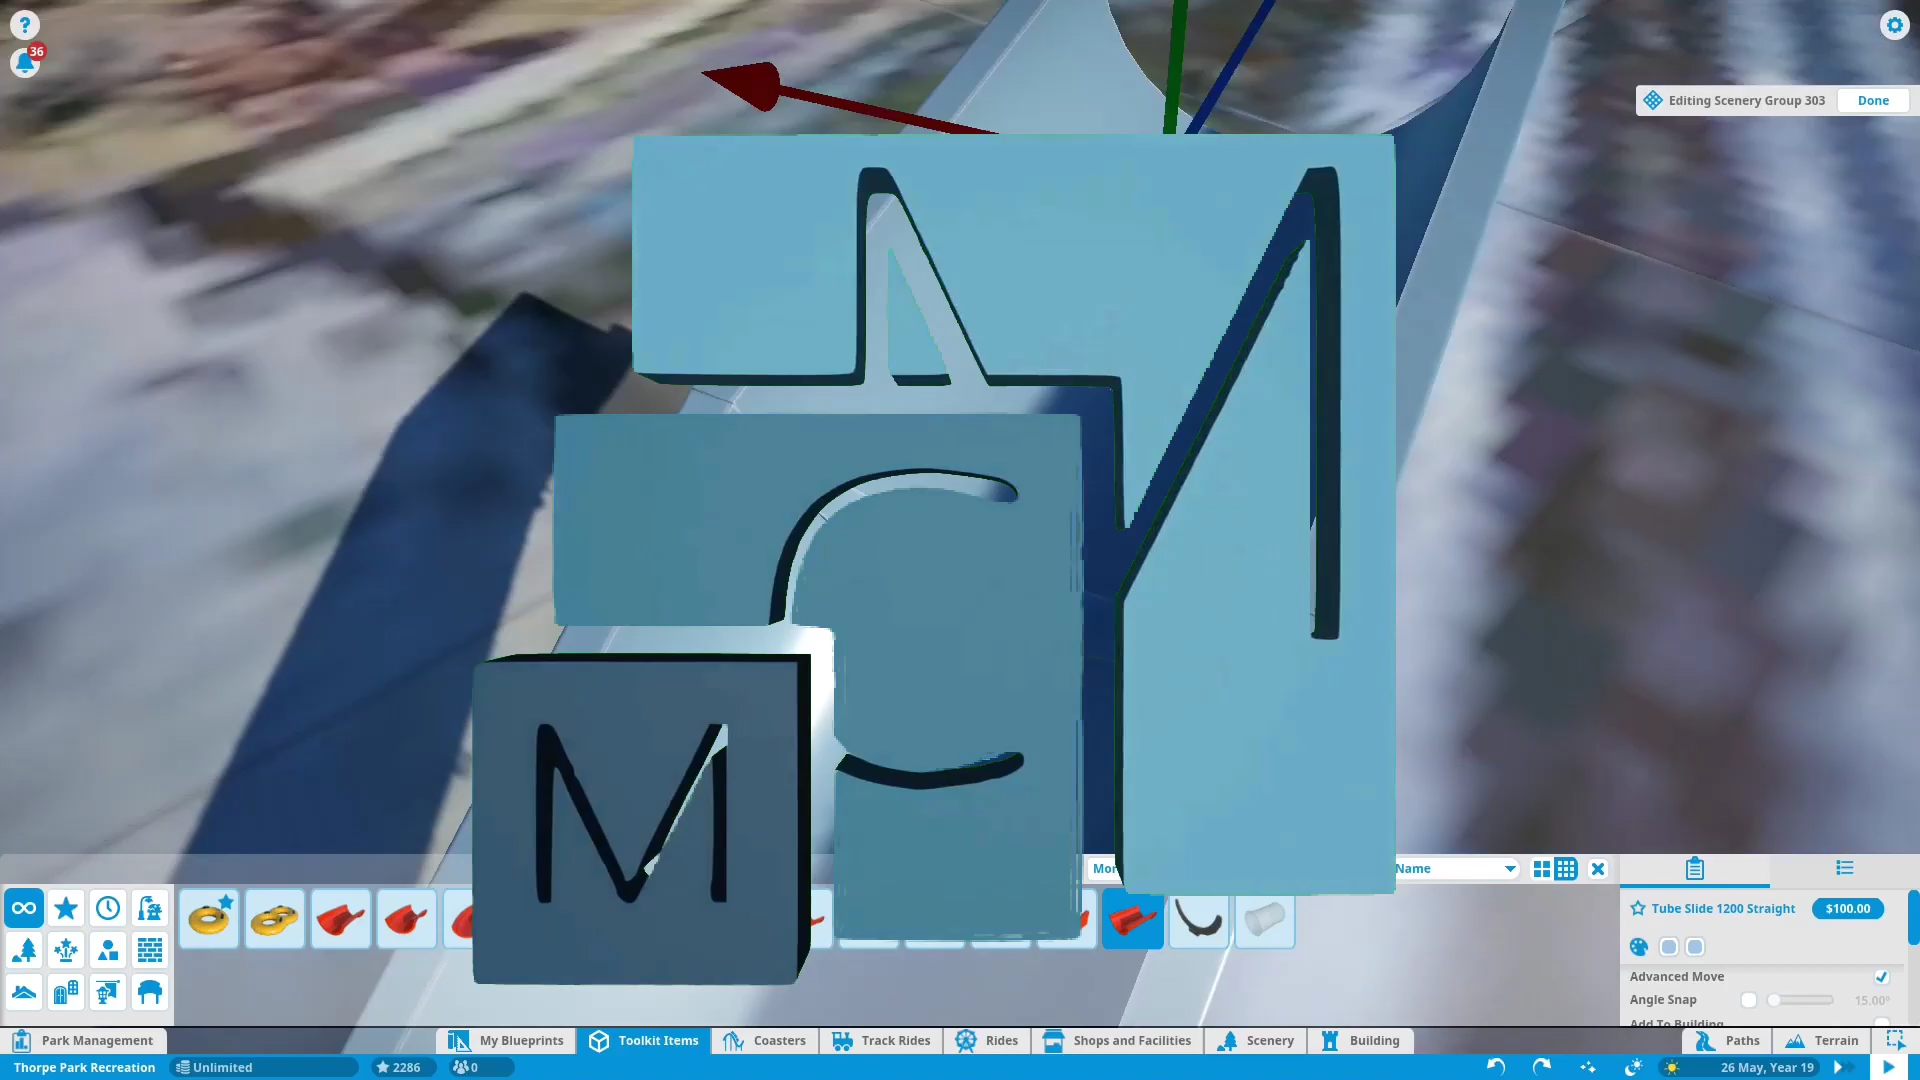 ?
36
Editing Scenery Group 303
Done
M
C
M
Name
Tube Slide 1200 Straight
$100.00
Advanced Move
Angle Snap
15.00°
Park Management
My Blueprints
Toolkit Items
Coasters
Track Rides
Rides
Shops and Facilities
Scenery
Building
Paths
Terrain
Thorpe Park Recreation
Unlimited
2286
0
26 May, Year 19